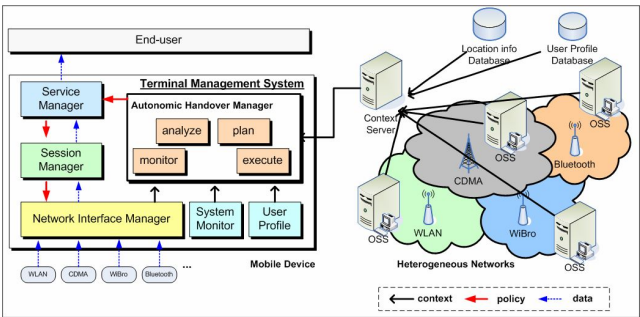 End-user
Terminal Management System
Service
Manager
Autonomic Handover Manager
analyze
plan
monitor
execute
Session
Manager
Network Interface Manager
System
Monitor
User
Profile
WLAN
CDMA
WiBro
Bluetooth
...
Mobile Device
Location info
Database
User Profile
Database
Context
Server
OSS
OSS
Bluetooth
CDMA
WLAN
WiBro
OSS
OSS
Heterogeneous Networks
context
policy
data